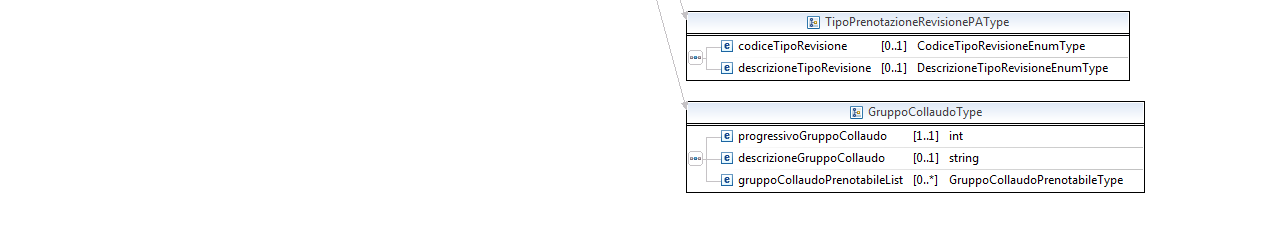 TipoPrenotazioneRevisionePAType
e codiceTipoRevisione [0..1] CodiceTipoRevisioneEnumType
e descrizioneTipoRevisione [0..1] DescrizioneTipoRevisioneEnumType
GruppoCollaudoType
e progressivoGruppoCollaudo [1..1] int
e descrizioneGruppoCollaudo [0..1] string
e gruppoCollaudoPrenotabileList [0..*] GruppoCollaudoPrenotabileType